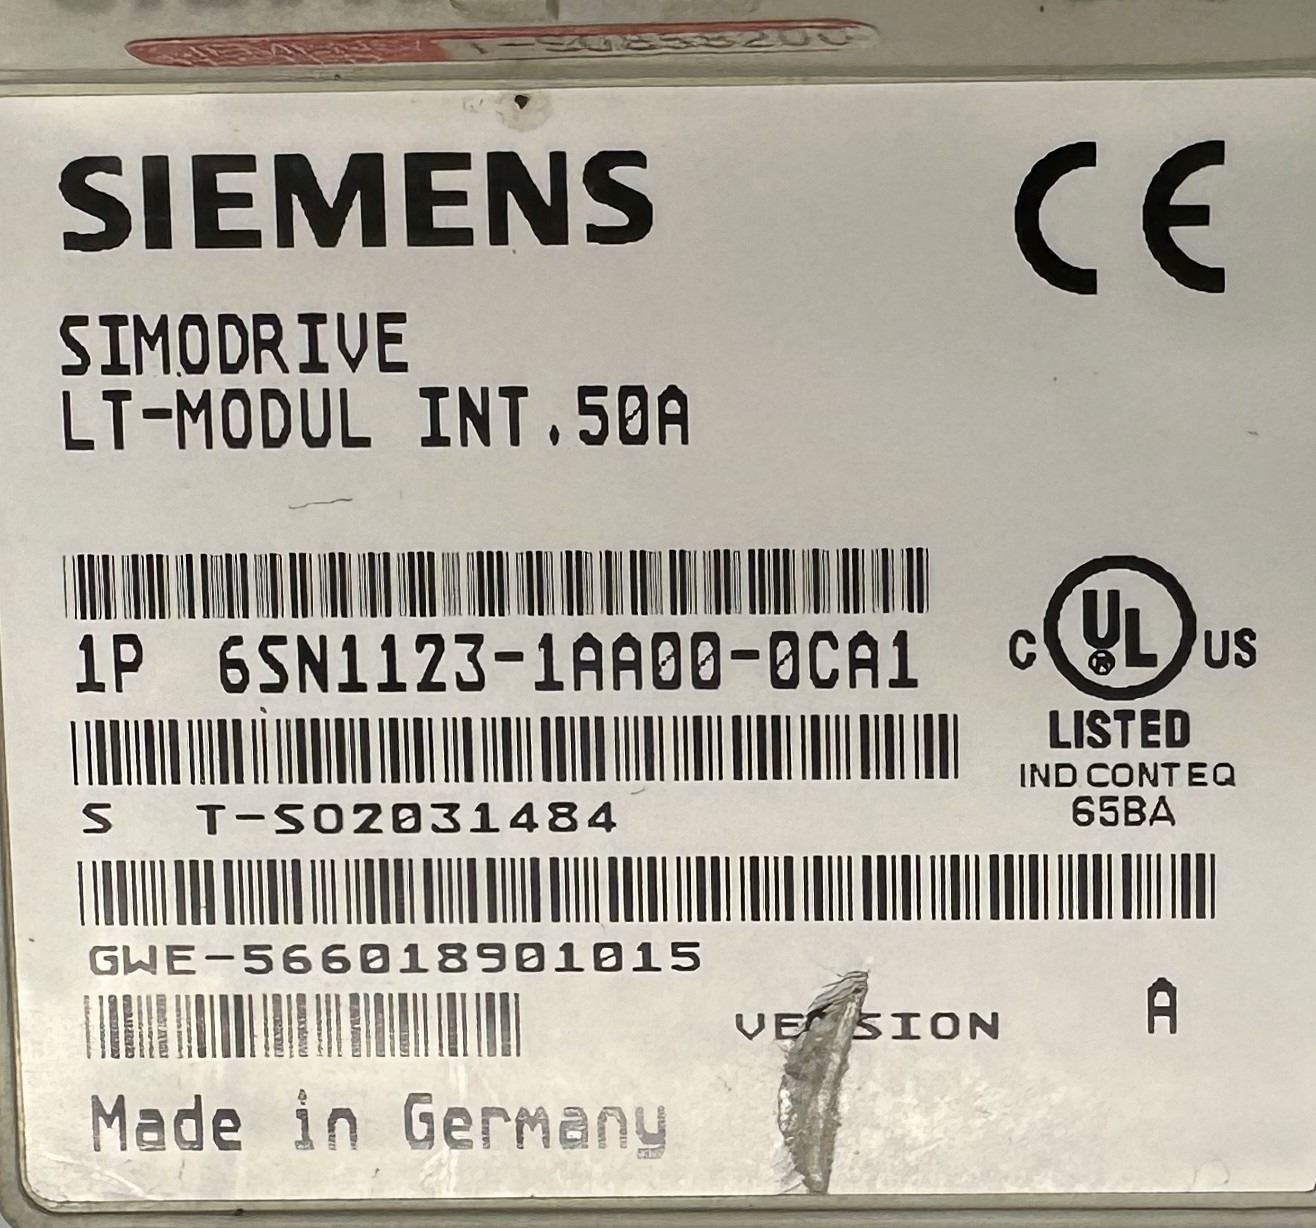 SIEMENS
CE
SIMODRIVE
LT-MODUL INT.50A
1P 6SN1123-1AA00-0CA1
C UL US
®
LISTED
IND.CONT.EQ
65BA
S T-SO2031484
GWE-566018901015
VERSION A
Made in Germany